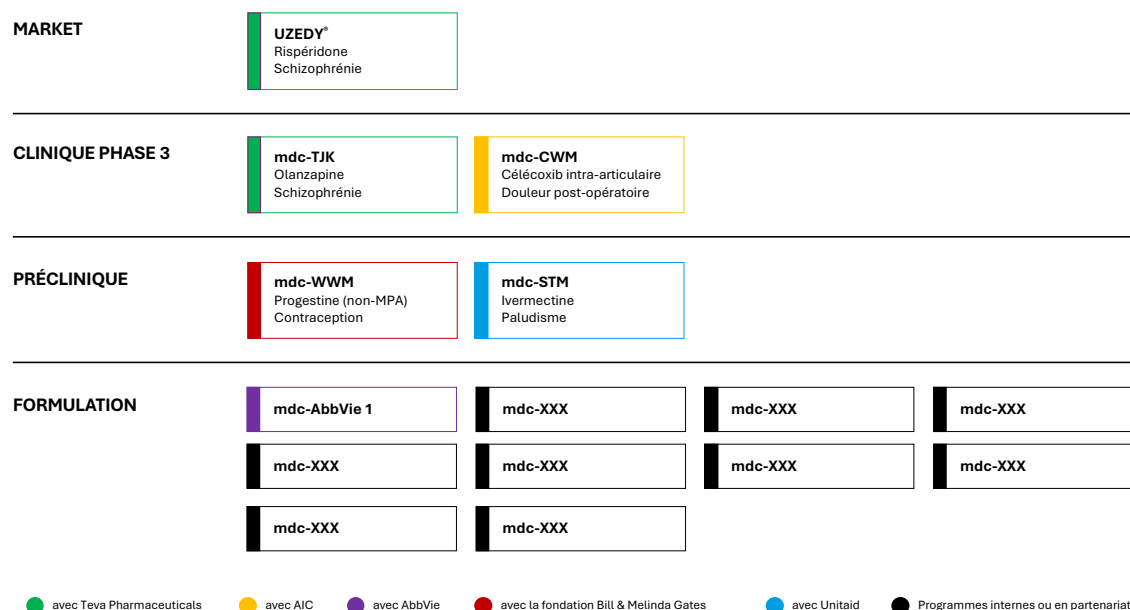 MARKET
UZEDY®
Rispéridone
Schizophrénie
CLINIQUE PHASE 3
mdc-TJK
Olanzapine
Schizophrénie
mdc-CWM
Célécoxib intra-articulaire
Douleur post-opératoire
PRÉCLINIQUE
mdc-WWM
Progestine (non-MPA)
Contraception
mdc-STM
Ivermectine
Paludisme
FORMULATION
mdc-AbbVie 1
mdc-XXX
mdc-XXX
mdc-XXX
mdc-XXX
mdc-XXX
mdc-XXX
mdc-XXX
mdc-XXX
mdc-XXX
avec Teva Pharmaceuticals
avec AIC
avec AbbVie
avec la fondation Bill & Melinda Gates
avec Unitaid
Programmes internes ou en partenariat